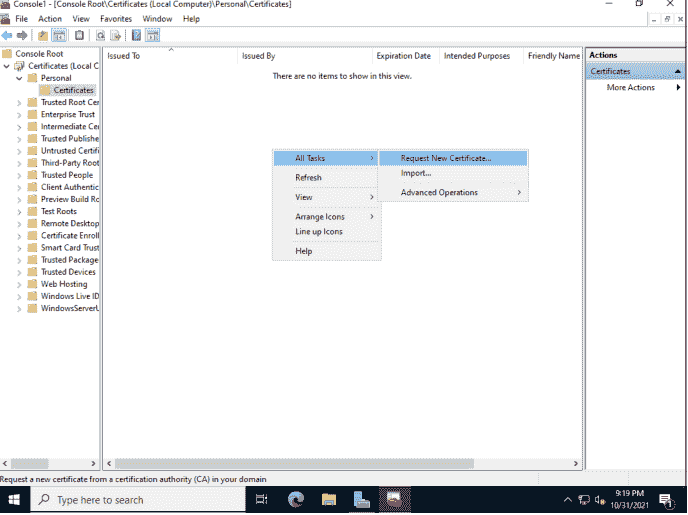 Console1 - [Console Root\Certificates (Local Computer)\Personal\Certificates]
File Action View Favorites Window Help
Console Root
Certificates (Local C
Personal
Certificates
Trusted Root Cer
Enterprise Trust
Intermediate Cer
Trusted Publishe
Untrusted Certifi
Third-Party Root
Trusted People
Client Authentic
Preview Build Ro
Test Roots
Remote Desktop
Certificate Enroll
Smart Card Trust
Trusted Package
Trusted Devices
Web Hosting
Windows Live ID
WindowsServerU
Issued To Issued By Expiration Date Intended Purposes Friendly Name
There are no items to show in this view.
All Tasks
Refresh
View
Arrange Icons
Line up Icons
Help
Request New Certificate...
Import...
Advanced Operations
Actions
Certificates
More Actions
Request a new certificate from a certification authority (CA) in your domain
Type here to search
9:19 PM
10/31/2021
1